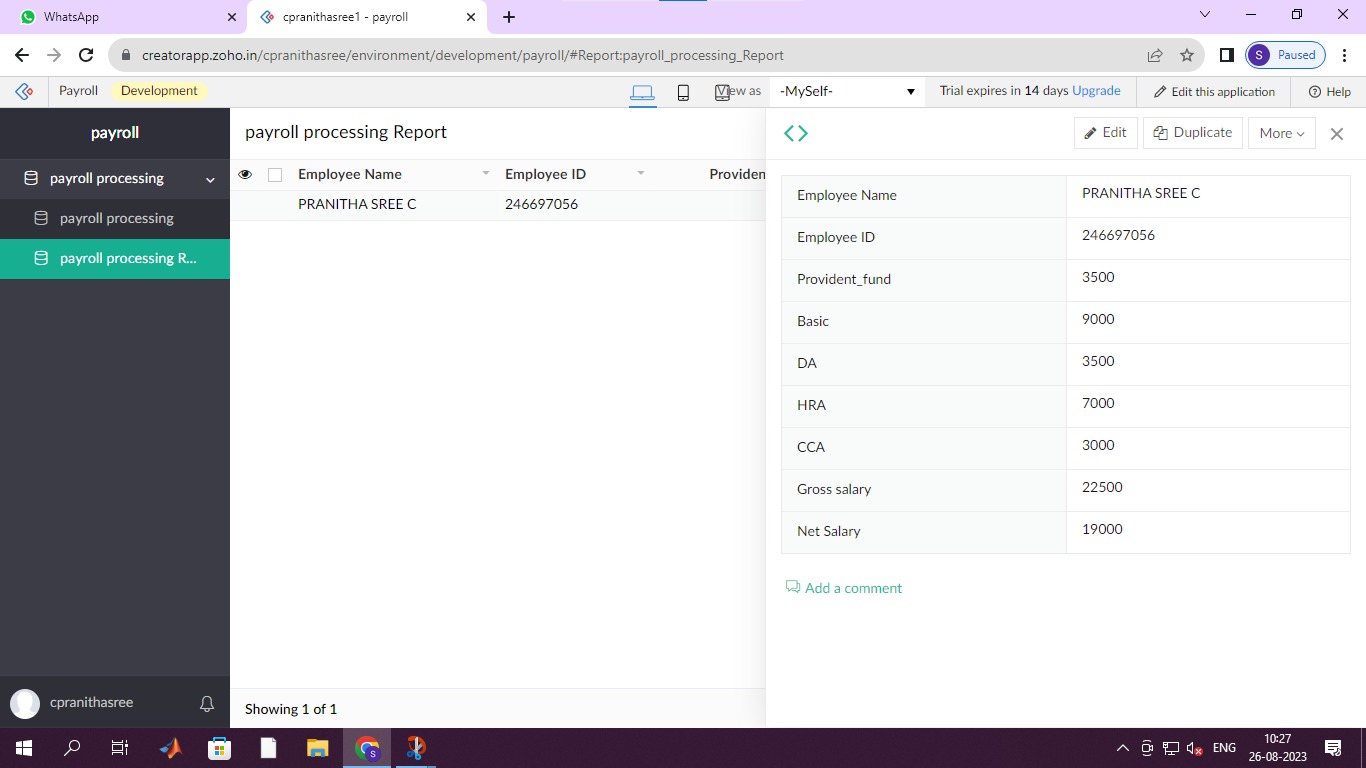 WhatsApp
cpranithasree1 - payroll
creatorapp.zoho.in/cpranithasree/environment/development/payroll/#Report:payroll_processing_Report
S Paused
Payroll Development View as -MySelf- Trial expires in 14 days Upgrade Edit this application Help
payroll
payroll processing
payroll processing
payroll processing R...
cpranithasree
payroll processing Report
Employee Name Employee ID Providen
PRANITHA SREE C 246697056
Showing 1 of 1
Edit Duplicate More
Employee Name PRANITHA SREE C
Employee ID 246697056
Provident_fund 3500
Basic 9000
DA 3500
HRA 7000
CCA 3000
Gross salary 22500
Net Salary 19000
Add a comment
S
ENG
10:27
26-08-2023